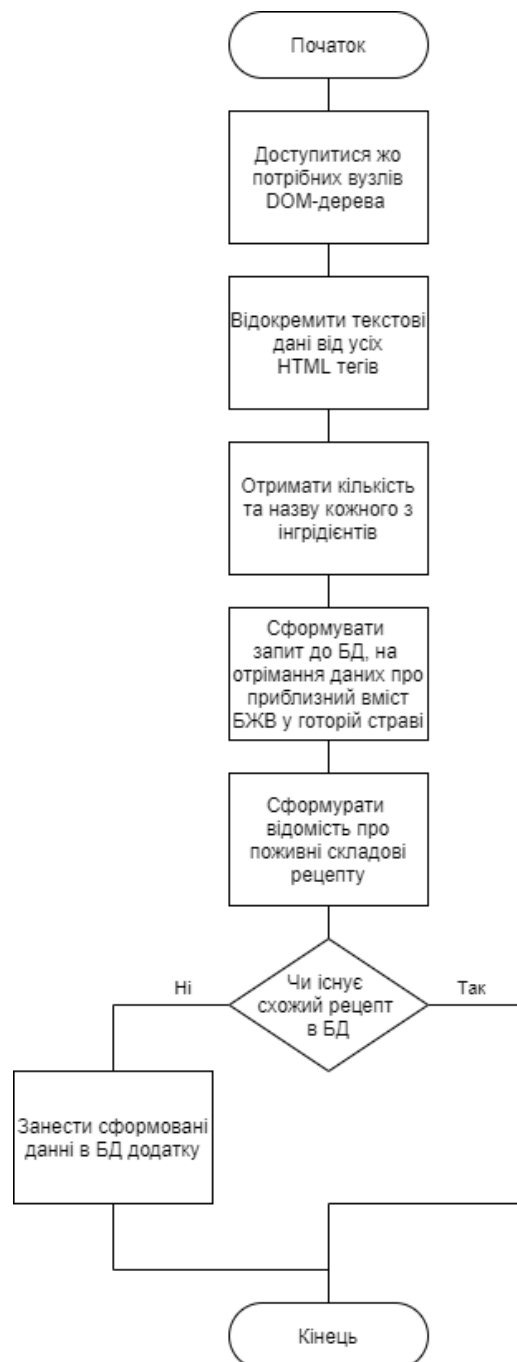 Початок
Доступитися жо
потрібних вузлів
DOM-дерева
Відокремити текстові
дані від усіх
HTML тегів
Отримати кількість
та назву кожного з
інгрідієнтів
Сформувати
запит до БД, на
отрімання даних про
приблизний вміст
БЖВ у готорій страві
Сформурати
відомість про
поживні складові
рецепту
Чи існує
схожий рецепт
в БД
Ні
Так
Занести сформовані
данні в БД додатку
Кінець